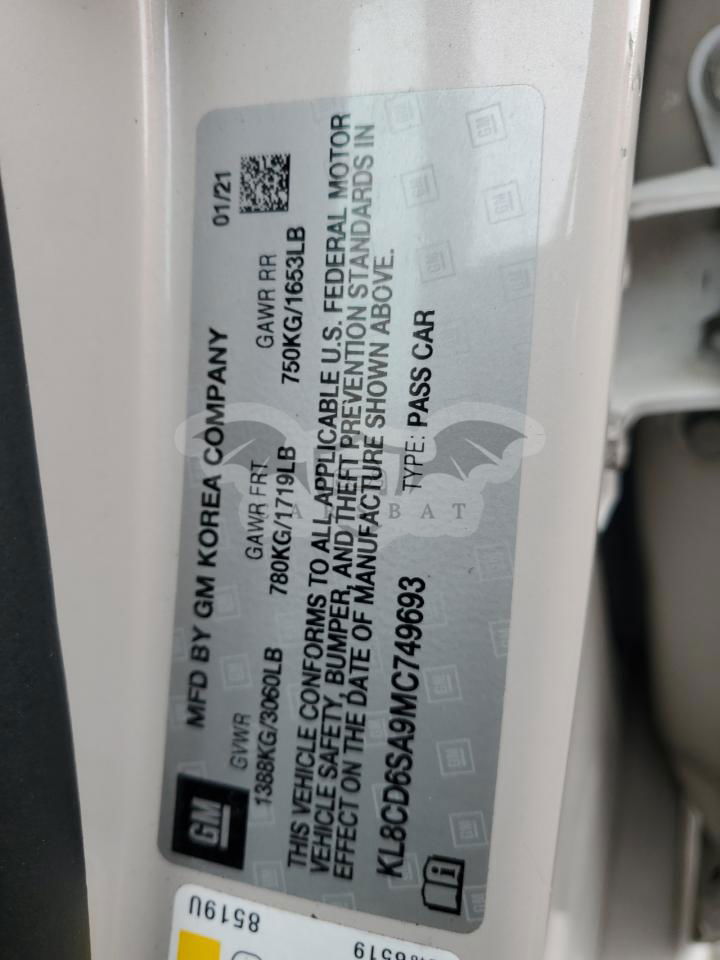 GM
MFD BY GM KOREA COMPANY 01/21
GVWR GAWR FRT GAWR RR
1388KG/3060LB 780KG/1719LB 750KG/1653LB
THIS VEHICLE CONFORMS TO ALL APPLICABLE U.S. FEDERAL MOTOR
VEHICLE SAFETY, BUMPER, AND THEFT PREVENTION STANDARDS IN
EFFECT ON THE DATE OF MANUFACTURE SHOWN ABOVE.
KL8CD6SA9MC749693 TYPE: PASS CAR
8519U
6519